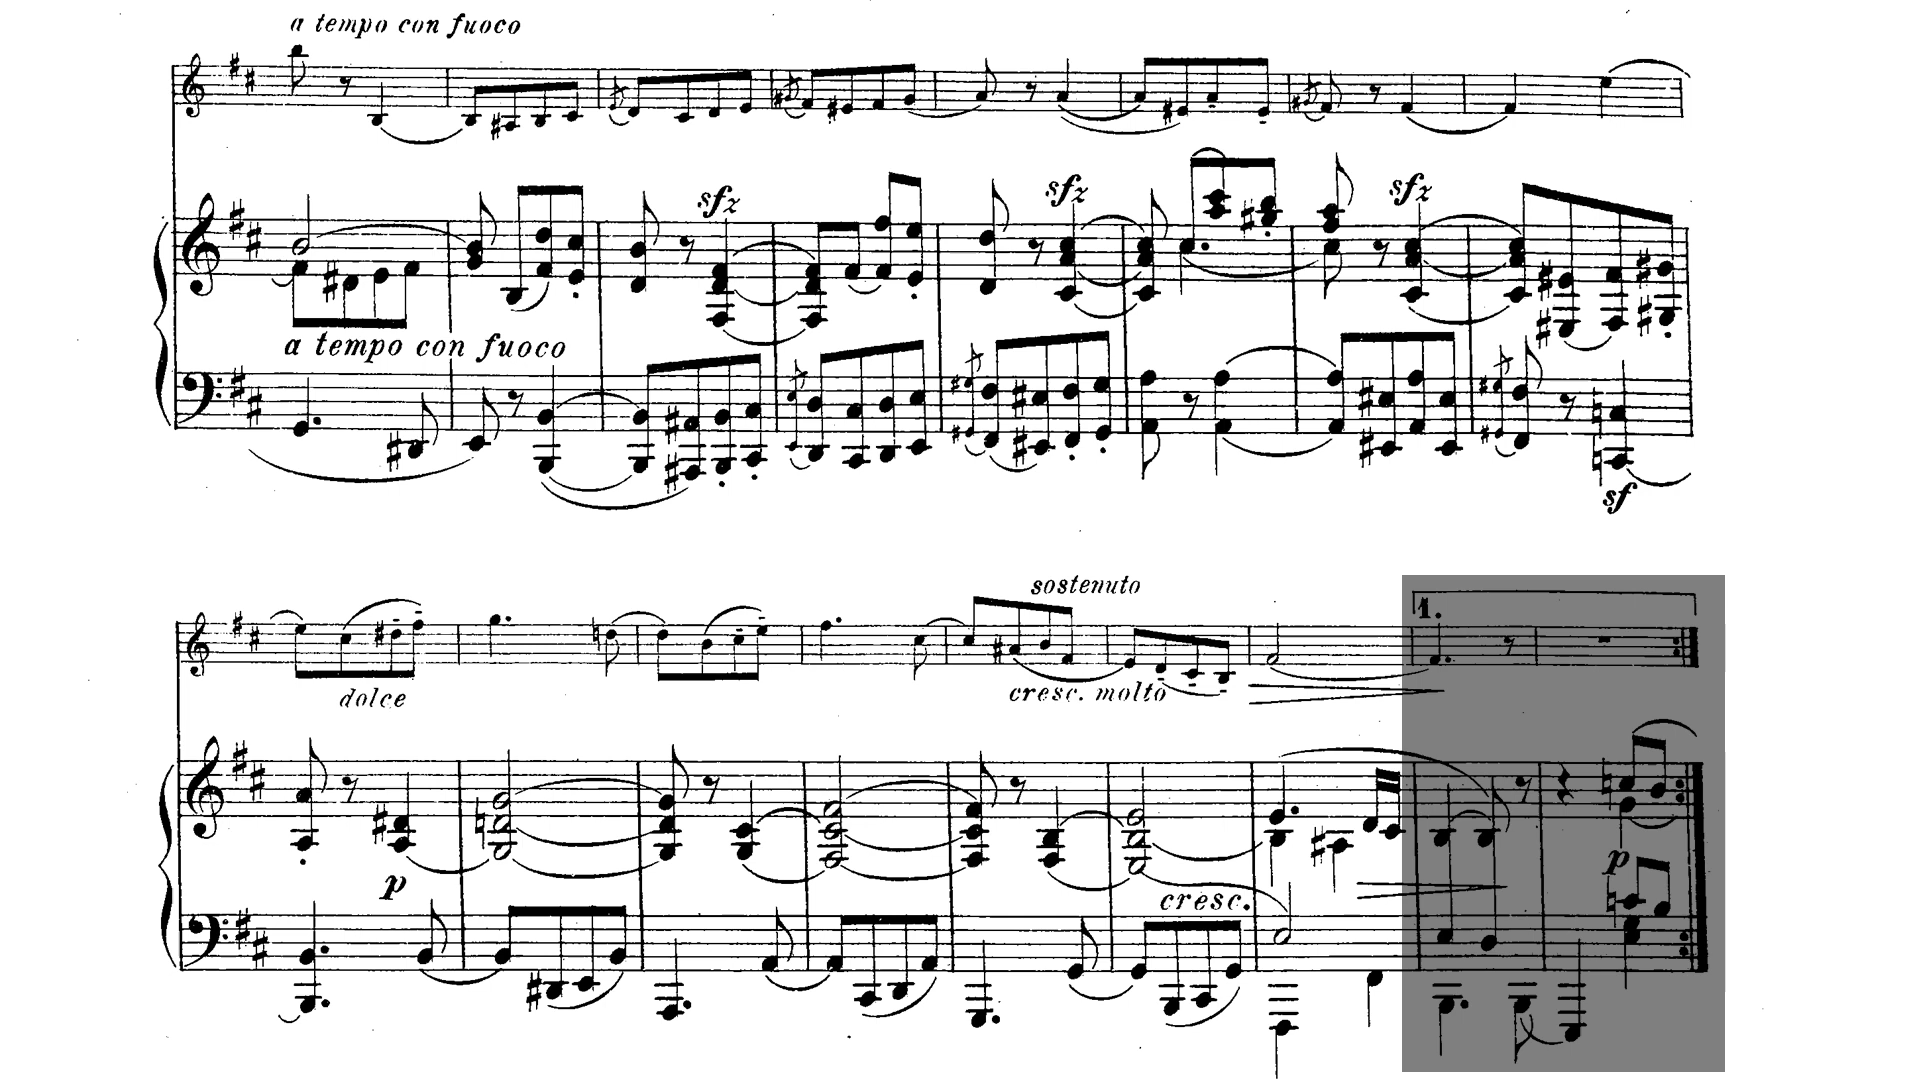 a tempo con fuoco
sfz sfz sfz
a tempo con fuoco
sf
sostenuto
1.
dolce
cresc. molto
p
p
cresc.